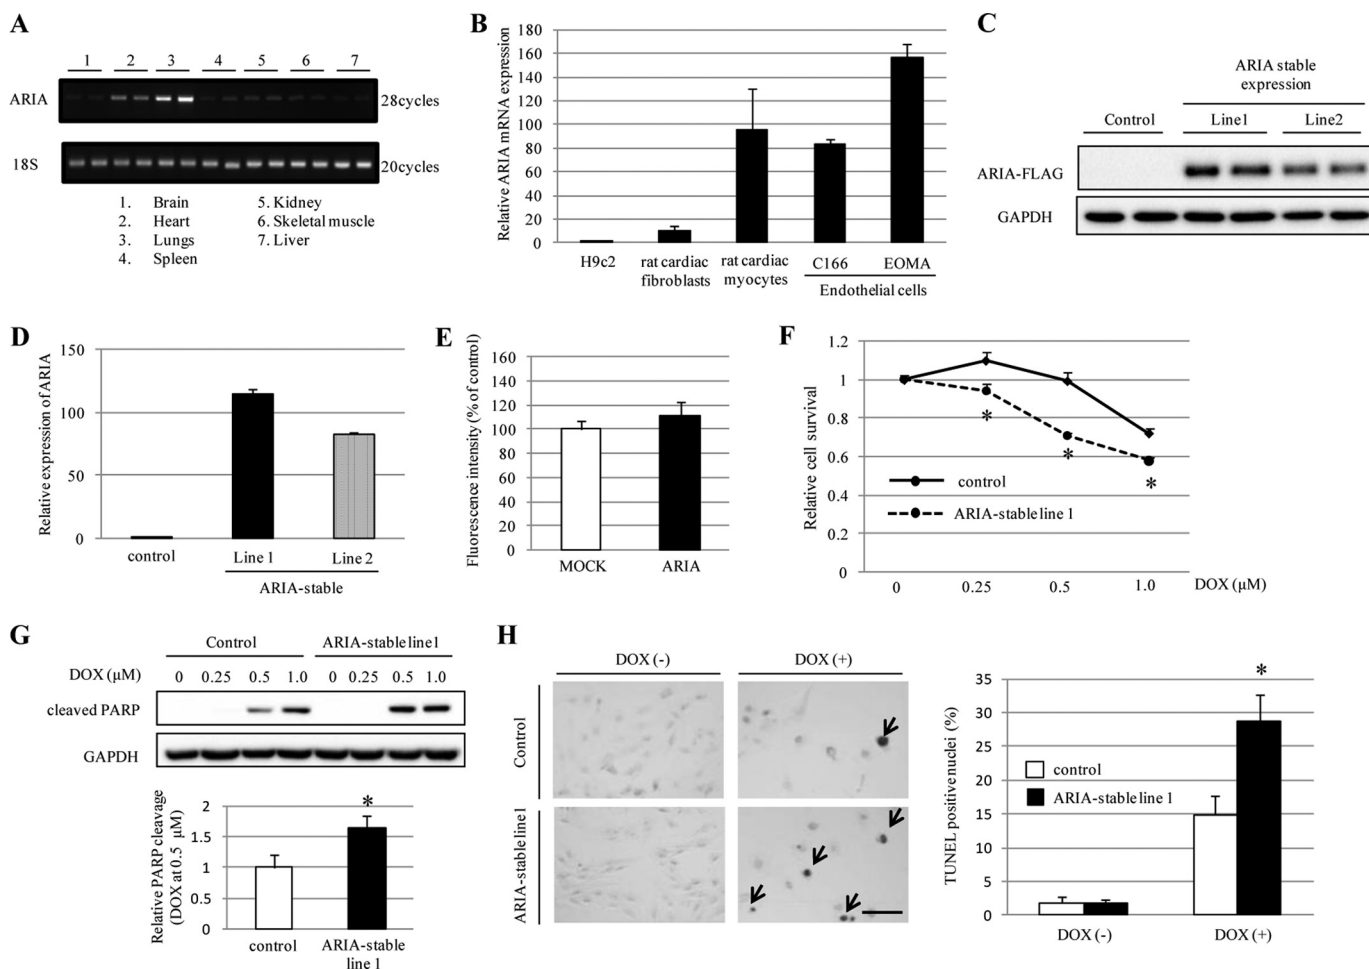 A
1 2 3 4 5 6 7
ARIA
28cycles
18S
20cycles
1. Brain
2 Heart
3 Lungs
4 Spleen
5. Kidney
6. Skeletal muscle
7. Liver
B
Relative ARIA mRNA expression
180
160
140
120
100
80
60
40
20
0
H9c2
rat cardiac
fibroblasts
rat cardiac
myocytes
C166
EOMA
Endothelial cells
C
ARIA stable
expression
Control
Line1
Line2
ARIA-FLAG
GAPDH
D
Relative expression of ARIA
150
100
50
0
control
Line 1
Line 2
ARIA-stable
E
Fluorescence intensity (% of control)
160
140
120
100
80
60
40
20
0
MOCK
ARIA
F
Relative cell survival
1.2
1
0.8
0.6
0.4
0.2
0
*
*
*
control
ARIA-stable line 1
0 0.25 0.5 1.0 DOX (μM)
G
Control
ARIA-stable line1
DOX (μM) 0 0.25 0.5 1.0 0 0.25 0.5 1.0
cleaved PARP
GAPDH
Relative PARP cleavage
(DOX at 0.5 μM)
2
1.5
1
0.5
0
*
control
ARIA-stable
line 1
H
DOX (-)
DOX (+)
Control
ARIA-stable line1
TUNEL positive nuclei (%)
35
30
25
20
15
10
5
0
*
control
ARIA-stable line 1
DOX (-)
DOX (+)